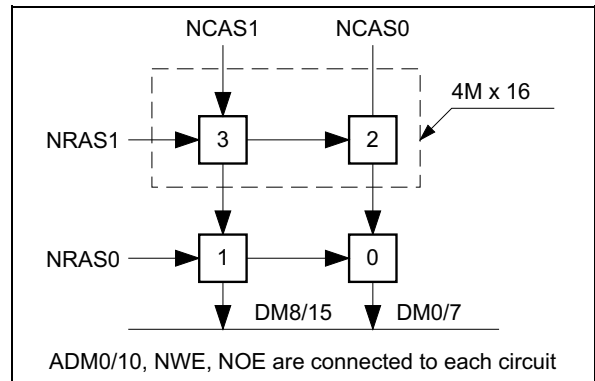 NCAS1 NCAS0
4M x 16
NRAS1 3 2
NRAS0 1 0
DM8/15 DM0/7
ADM0/10, NWE, NOE are connected to each circuit